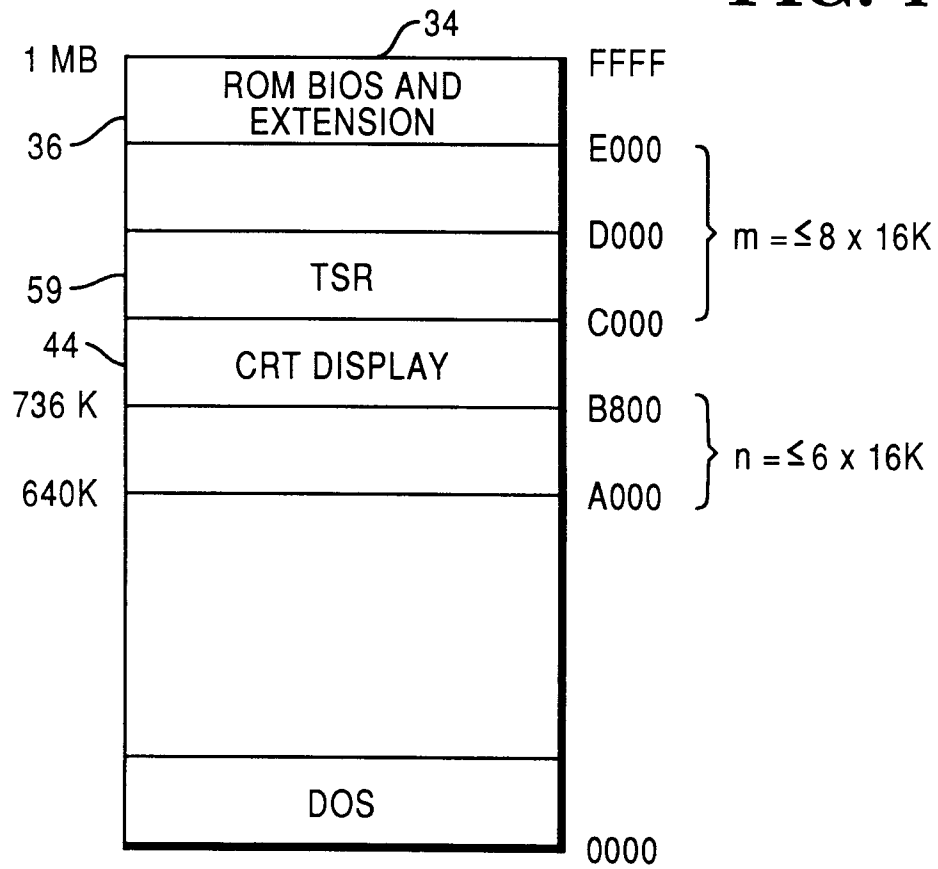 34
1 MB
ROM BIOS AND
EXTENSION
FFFF
36
E000
D000
m = ≤ 8 x 16K
59
TSR
C000
44
CRT DISPLAY
736 K
B800
n = ≤ 6 x 16K
640K
A000
DOS
0000